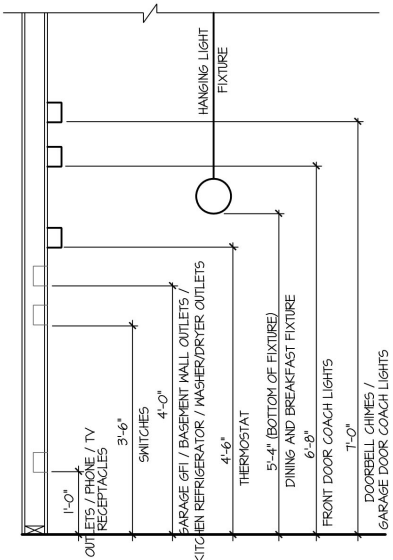 HANGING LIGHT
FIXTURE
1'-0"
OUTLETS / PHONE / TV
RECEPTACLES
3'-6"
SWITCHES
4'-0"
GARAGE GFI / BASEMENT WALL OUTLETS /
KITCHEN REFRIGERATOR / WASHER/DRYER OUTLETS
4'-6"
THERMOSTAT
5'-4" (BOTTOM OF FIXTURE)
DINING AND BREAKFAST FIXTURE
6'-8"
FRONT DOOR COACH LIGHTS
7'-0"
DOORBELL CHIMES /
GARAGE DOOR COACH LIGHTS